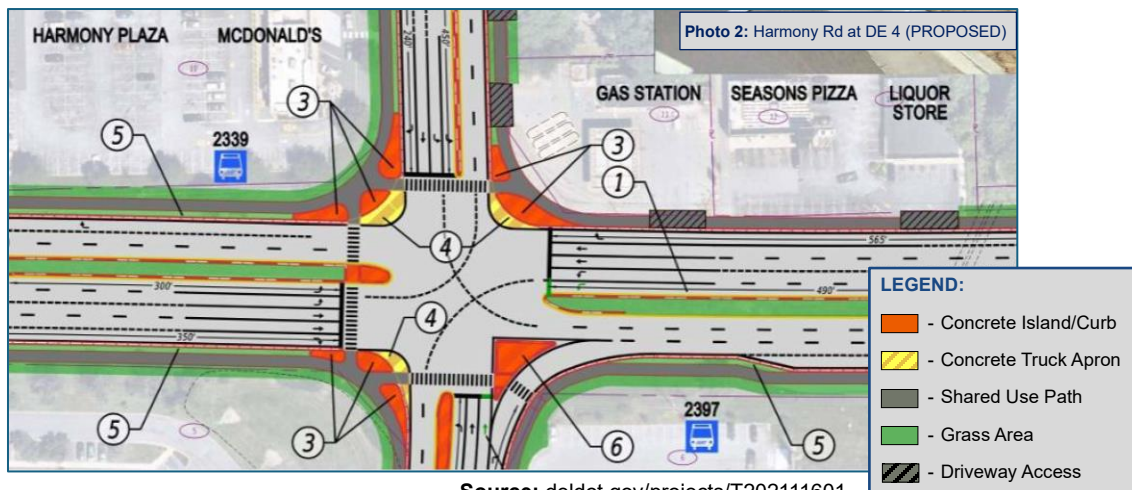 Photo 2: Harmony Rd at DE 4 (PROPOSED)
HARMONY PLAZA
MCDONALD'S
240'
450'
GAS STATION
SEASONS PIZZA
LIQUOR
STORE
3
5
2339
3
1
4
565'
300'
490'
4
350'
5
3
2397
6
5
LEGEND:
- Concrete Island/Curb
- Concrete Truck Apron
- Shared Use Path
- Grass Area
- Driveway Access